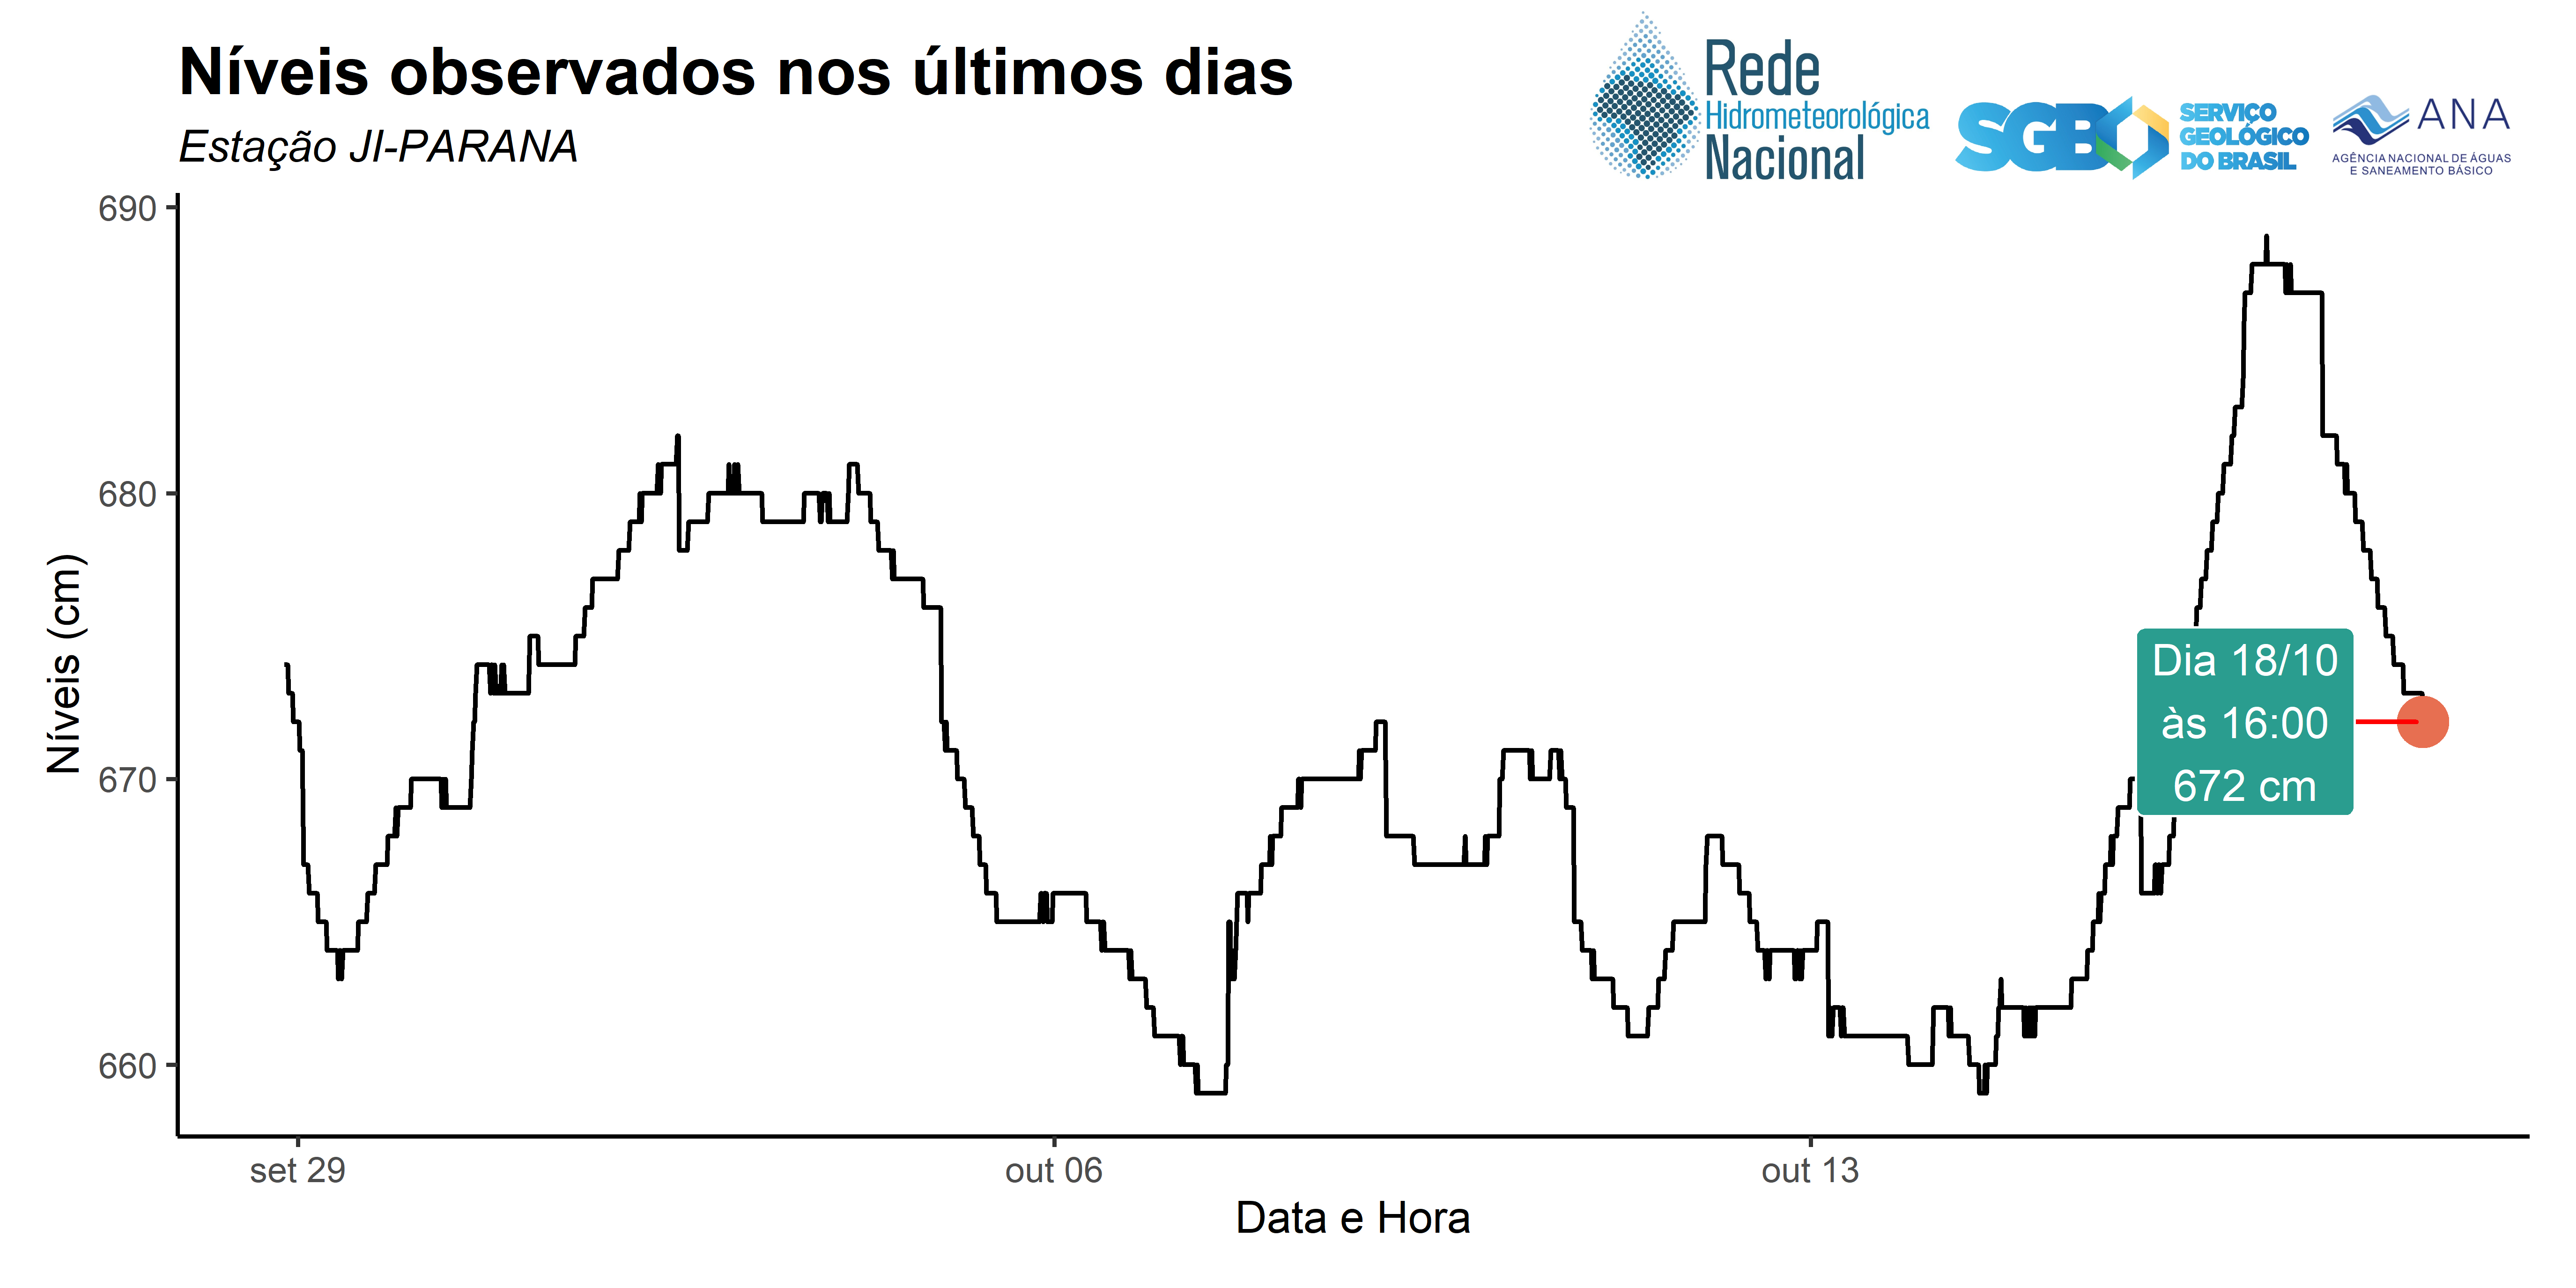 Níveis observados nos últimos dias
Estação JI-PARANA
Rede
Hidrometeorológica
Nacional
SGB
SERVIÇO
GEOLÓGICO
DO BRASIL
ANA
AGÊNCIA NACIONAL DE ÁGUAS
E SANEAMENTO BÁSICO
Níveis (cm)
690
680
670
660
Dia 18/10
às 16:00
672 cm
set 29
out 06
out 13
Data e Hora